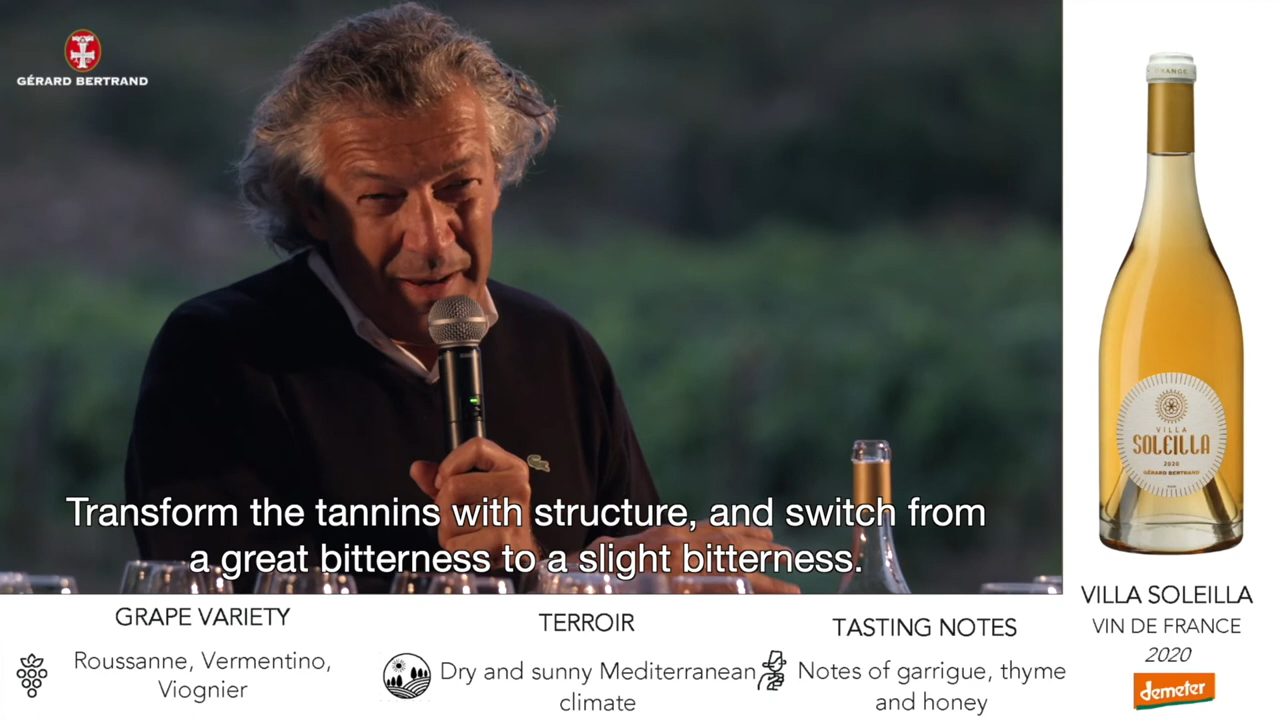 GÉRARD BERTRAND
ORANGE
VILLA
SOLEILLA
2020
GÉRARD BERTRAND
Transform the tannins with structure, and switch from
a great bitterness to a slight bitterness.
GRAPE VARIETY
Roussanne, Vermentino,
Viognier
TERROIR
Dry and sunny Mediterranean
climate
TASTING NOTES
Notes of garrigue, thyme
and honey
VILLA SOLEILLA
VIN DE FRANCE
2020
demeter